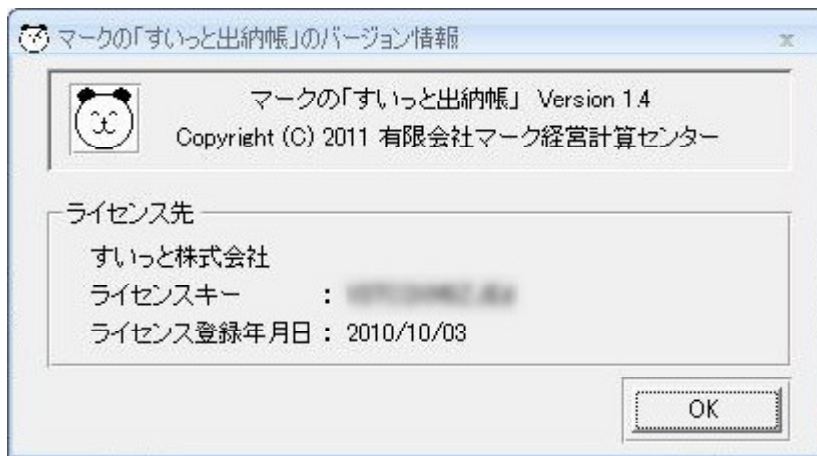 マークの「すいっと出納帳」のバージョン情報
マークの「すいっと出納帳」 Version 1.4
Copyright (C) 2011 有限会社マーク経営計算センター
ライセンス先
すいっと株式会社
ライセンスキー :
ライセンス登録年月日 : 2010/10/03
OK